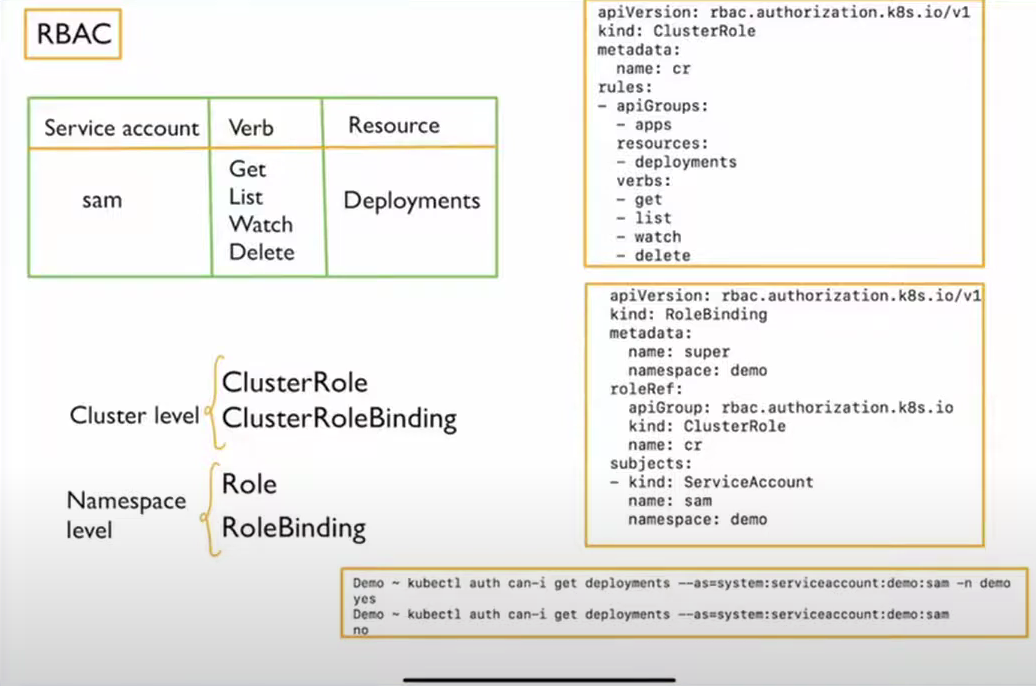 RBAC
Service account Verb Resource
sam
Get
List
Watch
Delete
Deployments
Cluster level
ClusterRole
ClusterRoleBinding
Namespace
level
Role
RoleBinding
apiVersion: rbac.authorization.k8s.io/v1
kind: ClusterRole
metadata:
  name: cr
rules:
- apiGroups:
  - apps
  resources:
  - deployments
  verbs:
  - get
  - list
  - watch
  - delete
apiVersion: rbac.authorization.k8s.io/v1
kind: RoleBinding
metadata:
  name: super
  namespace: demo
roleRef:
  apiGroup: rbac.authorization.k8s.io
  kind: ClusterRole
  name: cr
subjects:
- kind: ServiceAccount
  name: sam
  namespace: demo
Demo ~ kubectl auth can-i get deployments --as=system:serviceaccount:demo:sam -n demo
yes
Demo ~ kubectl auth can-i get deployments --as=system:serviceaccount:demo:sam
no